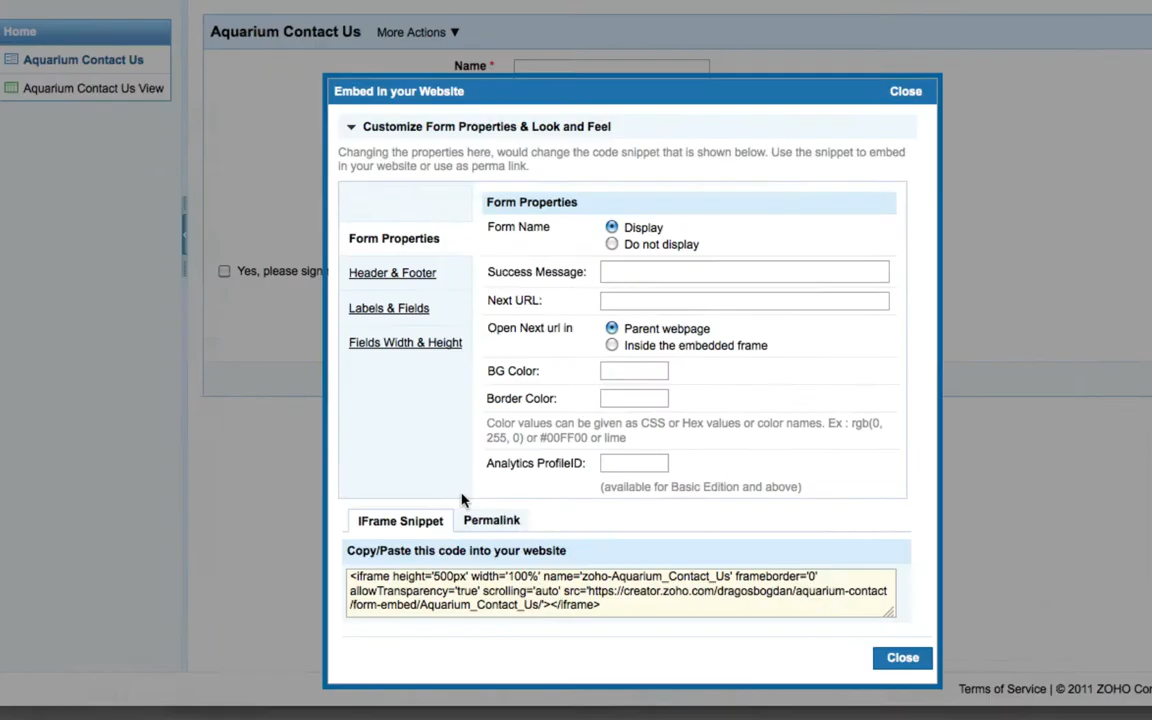 Home
Aquarium Contact Us
Aquarium Contact Us View
Aquarium Contact Us More Actions ▼
Name *
Yes, please sign
Embed in your Website Close
Customize Form Properties & Look and Feel
Changing the properties here, would change the code snippet that is shown below. Use the snippet to embed
in your website or use as perma link.
Form Properties
Header & Footer
Labels & Fields
Fields Width & Height
Form Properties
Form Name Display
Do not display
Success Message:
Next URL:
Open Next url in Parent webpage
Inside the embedded frame
BG Color:
Border Color:
Color values can be given as CSS or Hex values or color names. Ex : rgb(0,
255, 0) or #00FF00 or lime
Analytics ProfileID:
(available for Basic Edition and above)
IFrame Snippet Permalink
Copy/Paste this code into your website
<iframe height='500px' width='100%' name='zoho-Aquarium_Contact_Us' frameborder='0'
allowTransparency='true' scrolling='auto' src='https://creator.zoho.com/dragosbogdan/aquarium-contact
/form-embed/Aquarium_Contact_Us/'></iframe>
Close
Terms of Service | © 2011 ZOHO Cor